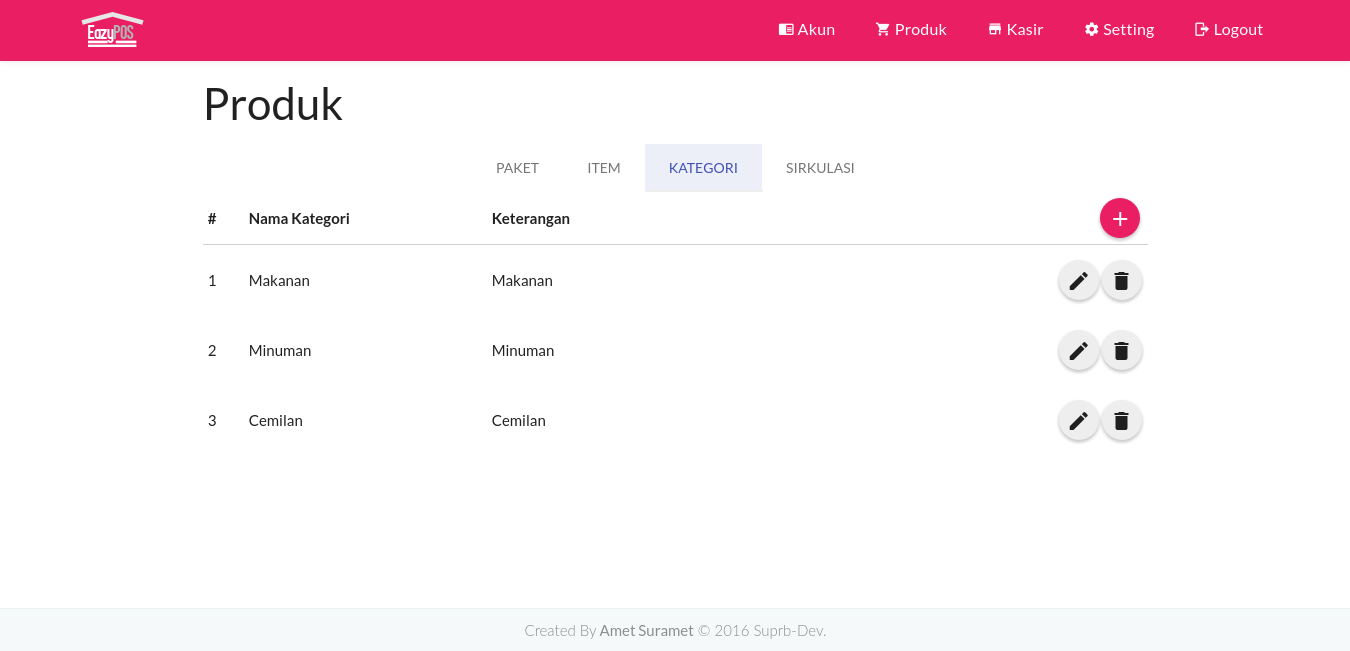 EazyPOS
Akun Produk Kasir Setting Logout
Produk
PAKET ITEM KATEGORI SIRKULASI
# Nama Kategori Keterangan
1 Makanan Makanan
2 Minuman Minuman
3 Cemilan Cemilan
Created By Amet Suramet © 2016 Suprb-Dev.